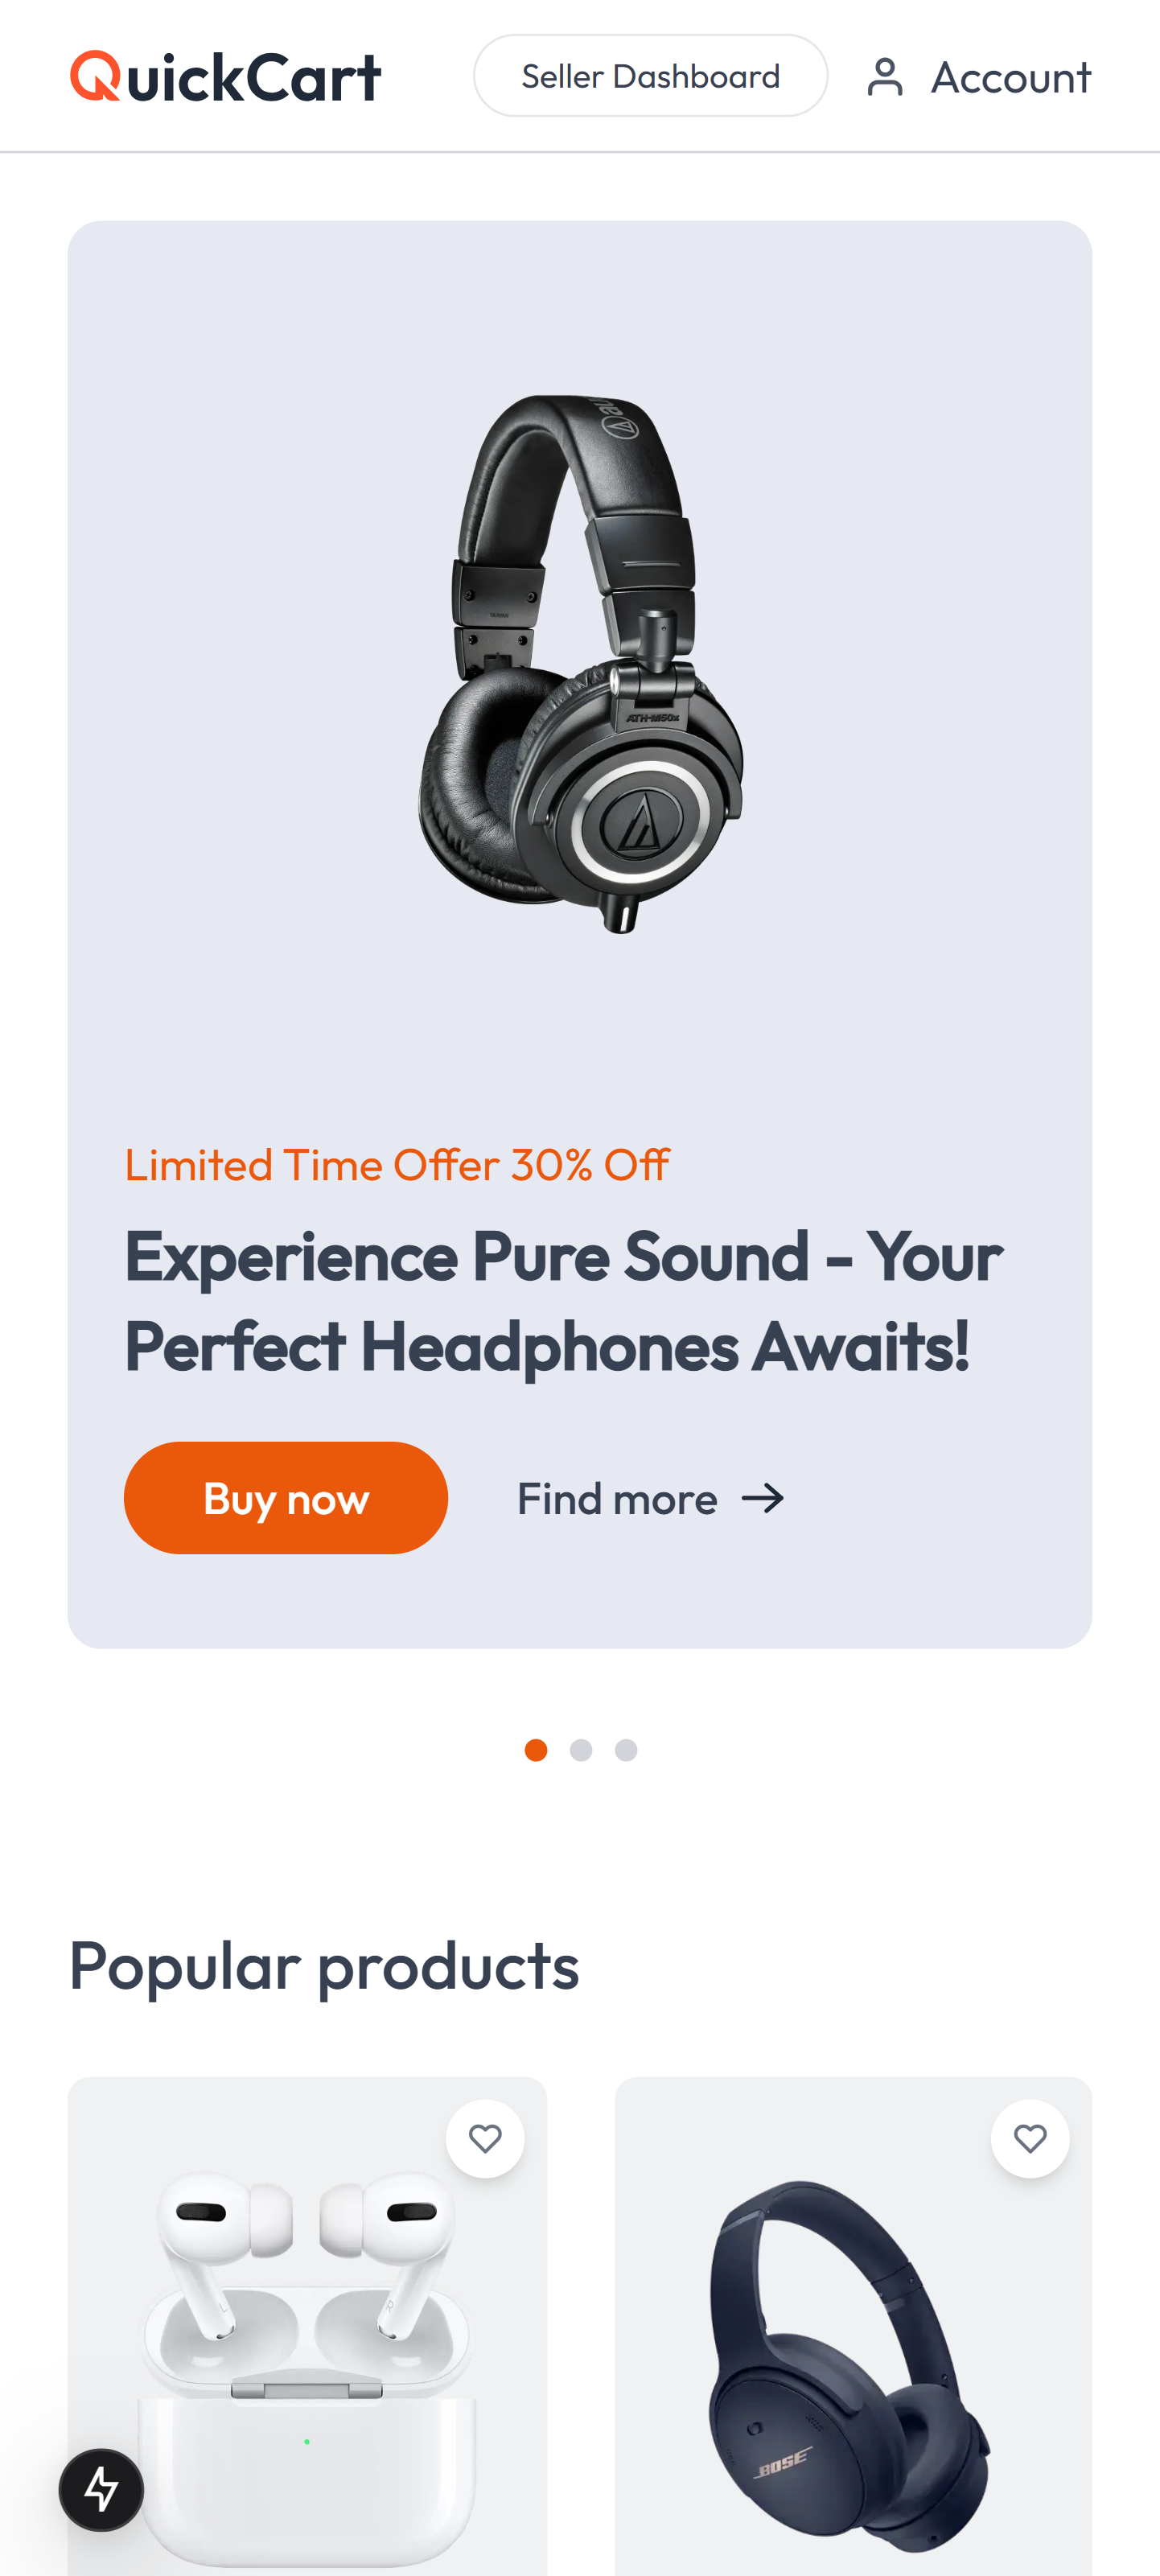 QuickCart
Seller Dashboard
Account
TAIWAN
ATH-M50x
Limited Time Offer 30% Off
Experience Pure Sound - Your
Perfect Headphones Awaits!
Buy now
Find more
Popular products
L
R
BOSE